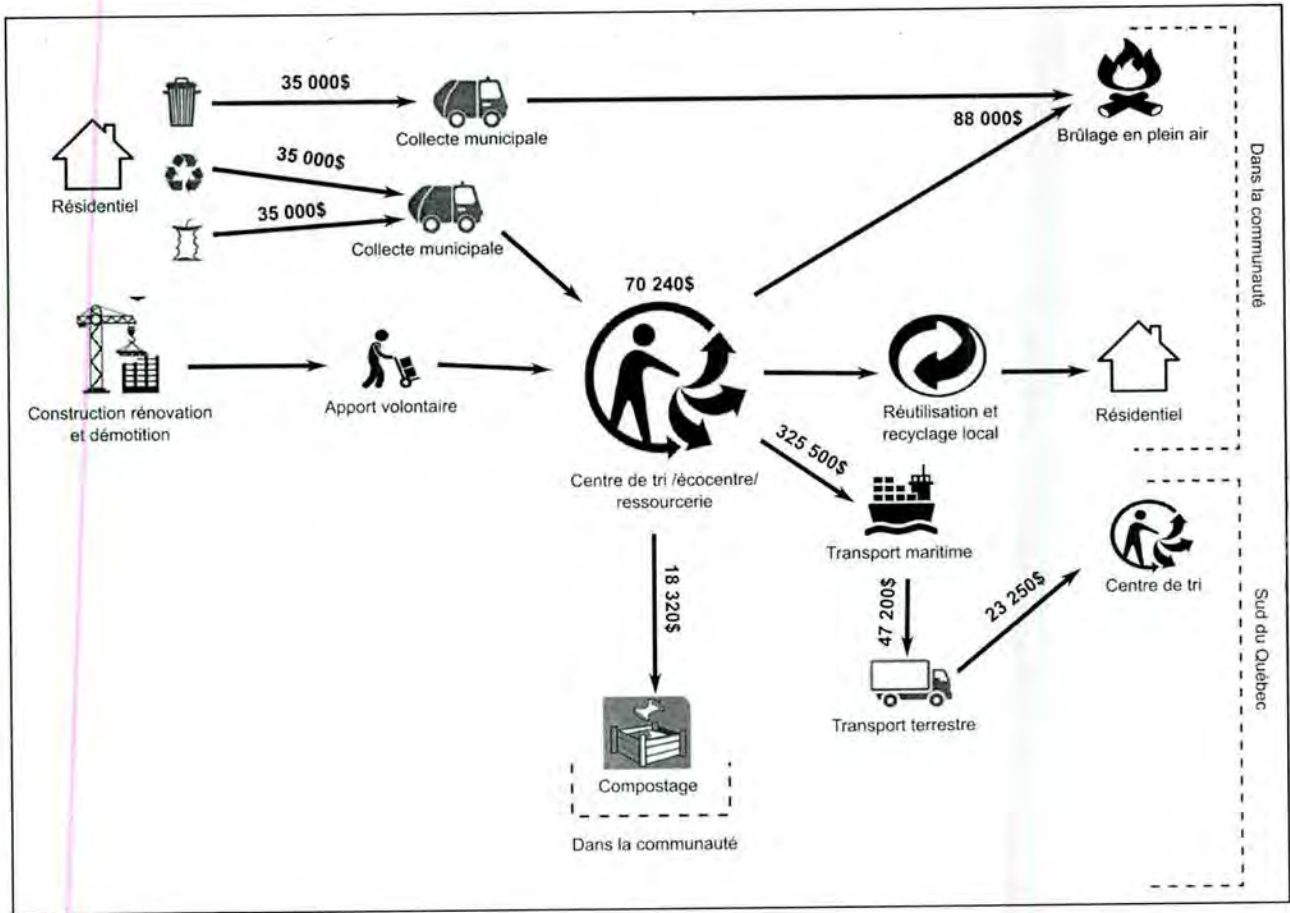 35 000$
Collecte municipale
88 000$
Brûlage en plein air
Résidentiel
35 000$
35 000$
Collecte municipale
Dans la communauté
70 240$
Construction rénovation
et démotition
Apport volontaire
Centre de tri /écocentre/
ressourcerie
Réutilisation et
recyclage local
Résidentiel
325 500$
Transport maritime
Centre de tri
18 320$
47 200$
23 250$
Transport terrestre
Sud du Québec
Compostage
Dans la communauté